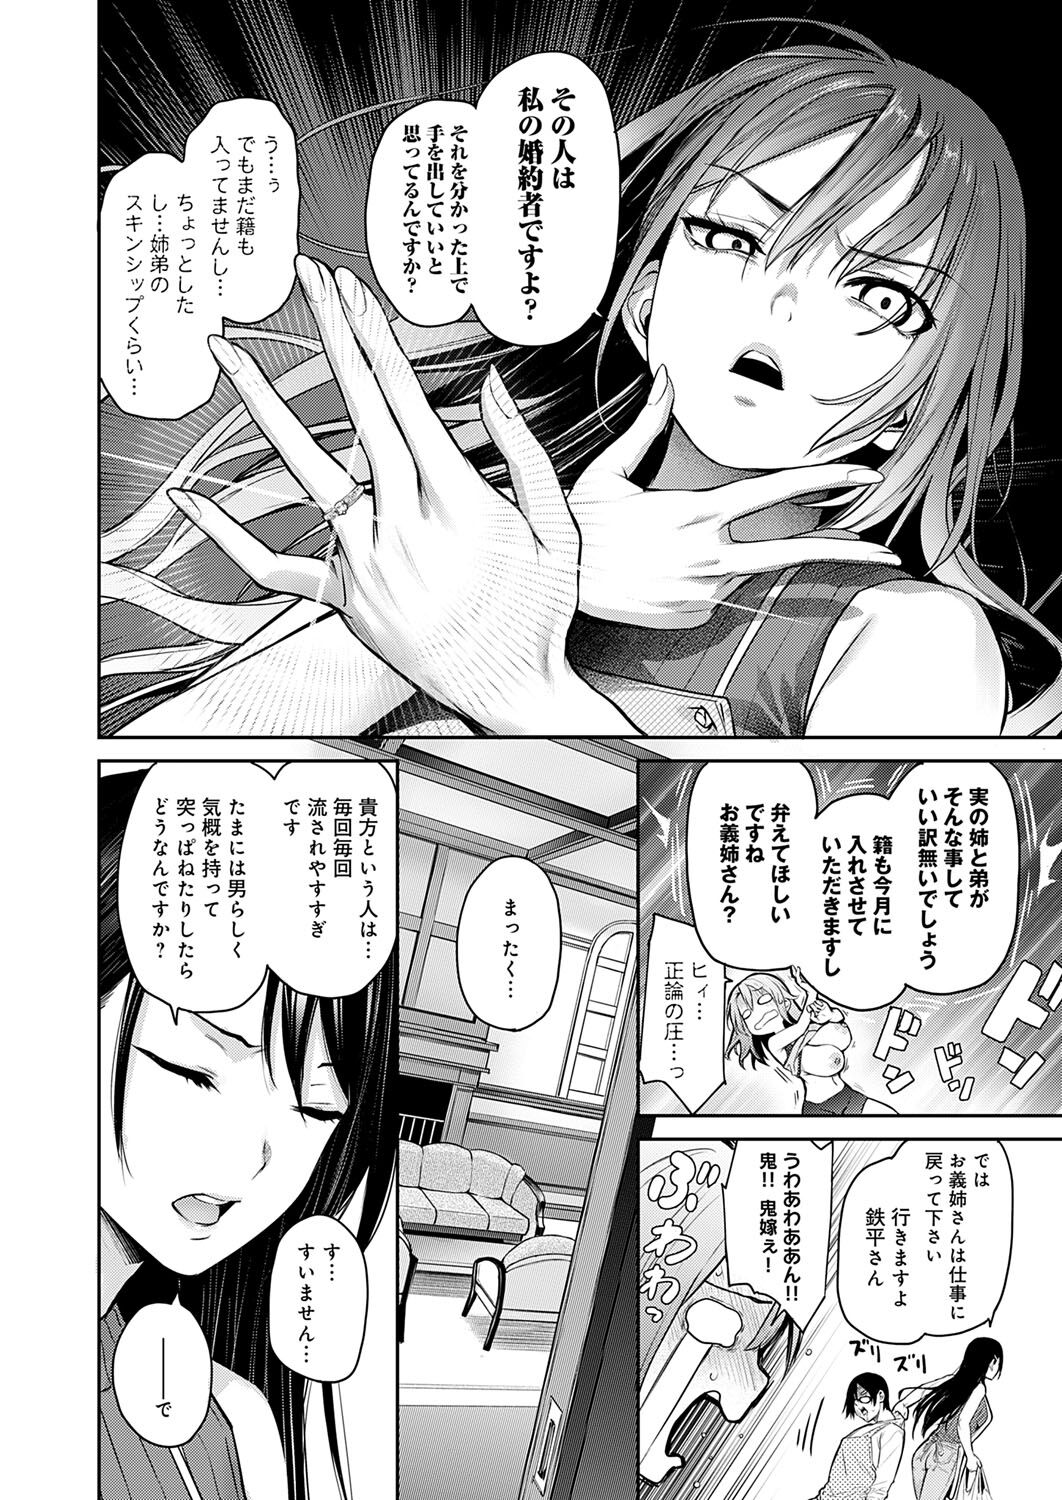 その人は
私の婚約者ですよ？
それを分かった上で
手を出していいと
思ってるんですか？
う…ぅ
でもまだ籍も
入ってませんし…
ちょっとした
し…姉弟の
スキンシップくらい…
実の姉と弟が
そんな事して
いい訳無いでしょう
籍も今月に
入れさせて
いただきますし
弁えてほしい
ですね
お義姉さん？
ドン
ドン
ドン
ヒィ…
正論の圧…っ
では
お義姉さんは仕事に
戻って下さい
行きますよ
鉄平さん
ズリ
ズリ
うわあわああん!!
鬼!! 鬼嫁ぇ！
ぶわわっ
まったく…
貴方という人は…
毎回毎回
流されやすすぎ
です
たまには男らしく
気概を持って
突っぱねたりしたら
どうなんですか？
す…
すいません…
──で